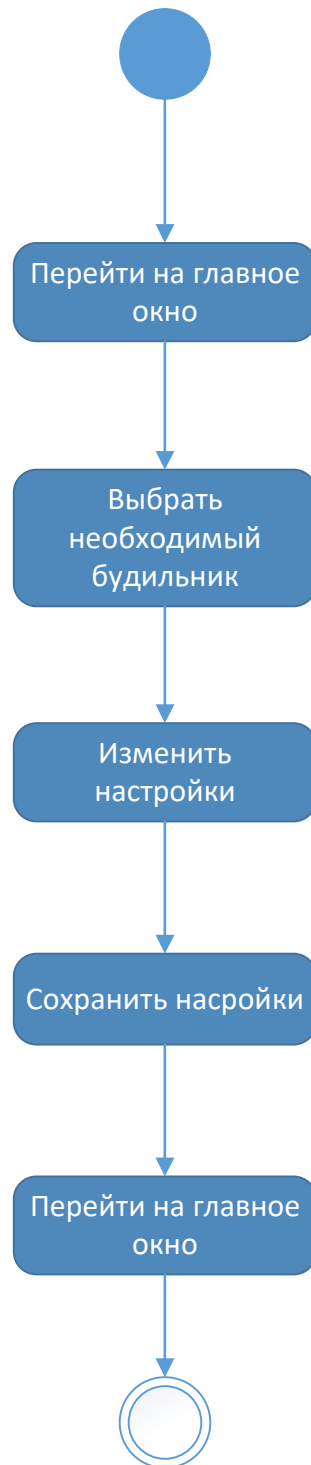 Перейти на главное
окно
Выбрать
необходимый
будильник
Изменить
настройки
Сохранить насройки
Перейти на главное
окно